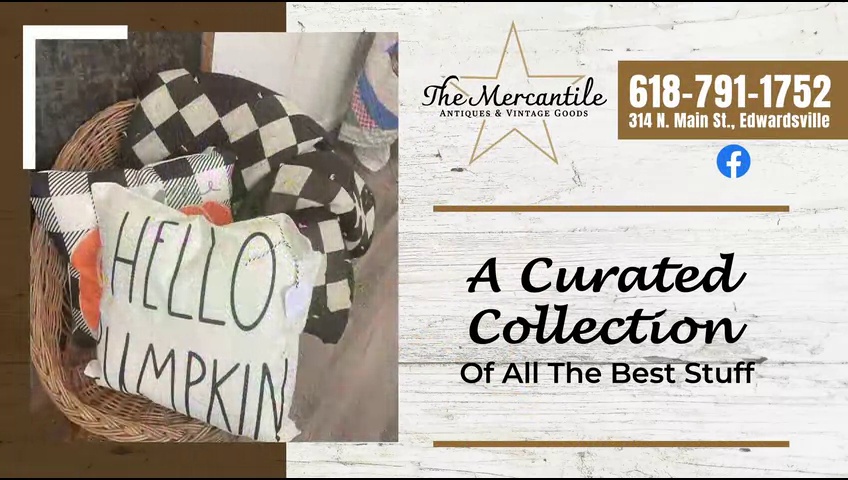 The Mercantile
Antiques & Vintage Goods
618-791-1752
314 N. Main St., Edwardsville
A Curated
Collection
Of All The Best Stuff
HELLO
PUMPKIN